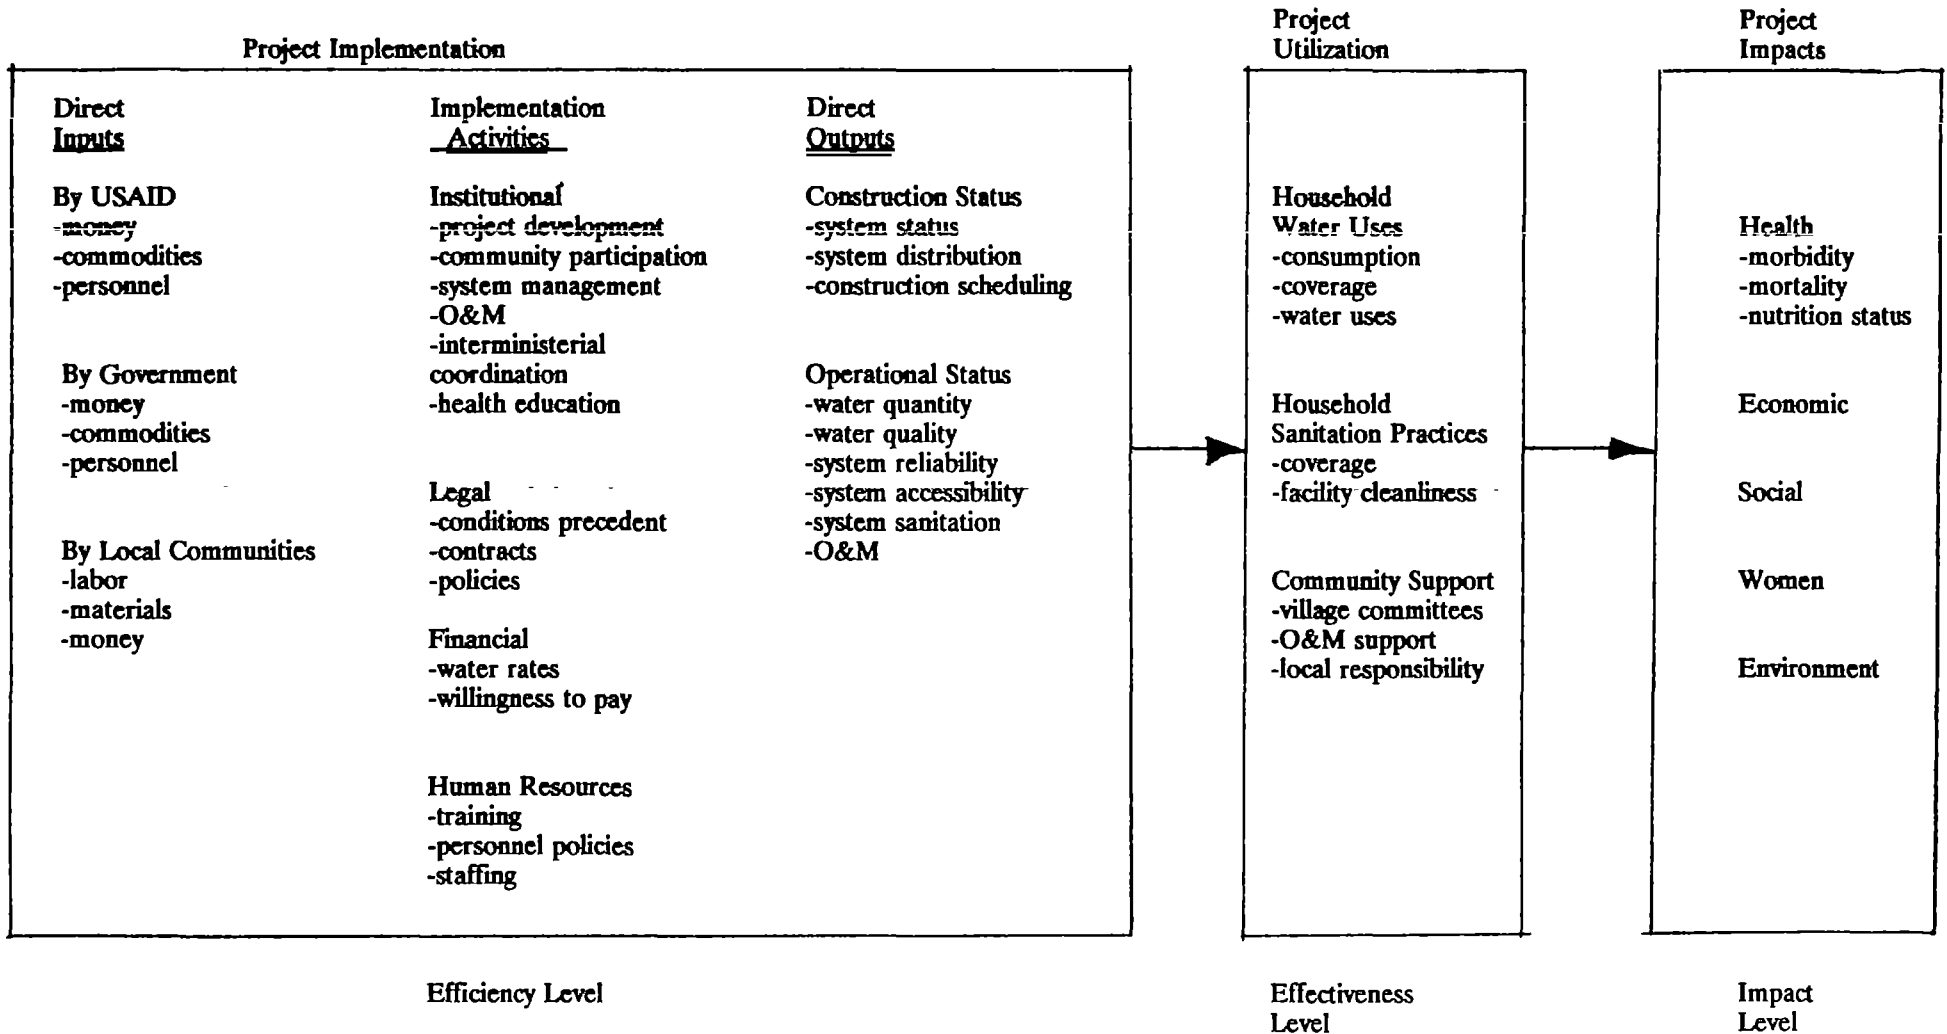 Project Implementation
Project
Utilization
Project
Impacts
Direct
Inputs
By USAID
-money
-commodities
-personnel
By Government
-money
-commodities
-personnel
By Local Communities
-labor
-materials
-money
Implementation
Activities
Institutional
-project development
-community participation
-system management
-O&M
-interministerial
coordination
-health education
Legal
-conditions precedent
-contracts
-policies
Financial
-water rates
-willingness to pay
Human Resources
-training
-personnel policies
-staffing
Direct
Outputs
Construction Status
-system status
-system distribution
-construction scheduling
Operational Status
-water quantity
-water quality
-system reliability
-system accessibility
-system sanitation
-O&M
Household
Water Uses
-consumption
-coverage
-water uses
Household
Sanitation Practices
-coverage
-facility cleanliness
Community Support
-village committees
-O&M support
-local responsibility
Health
-morbidity
-mortality
-nutrition status
Economic
Social
Women
Environment
Efficiency Level
Effectiveness
Level
Impact
Level